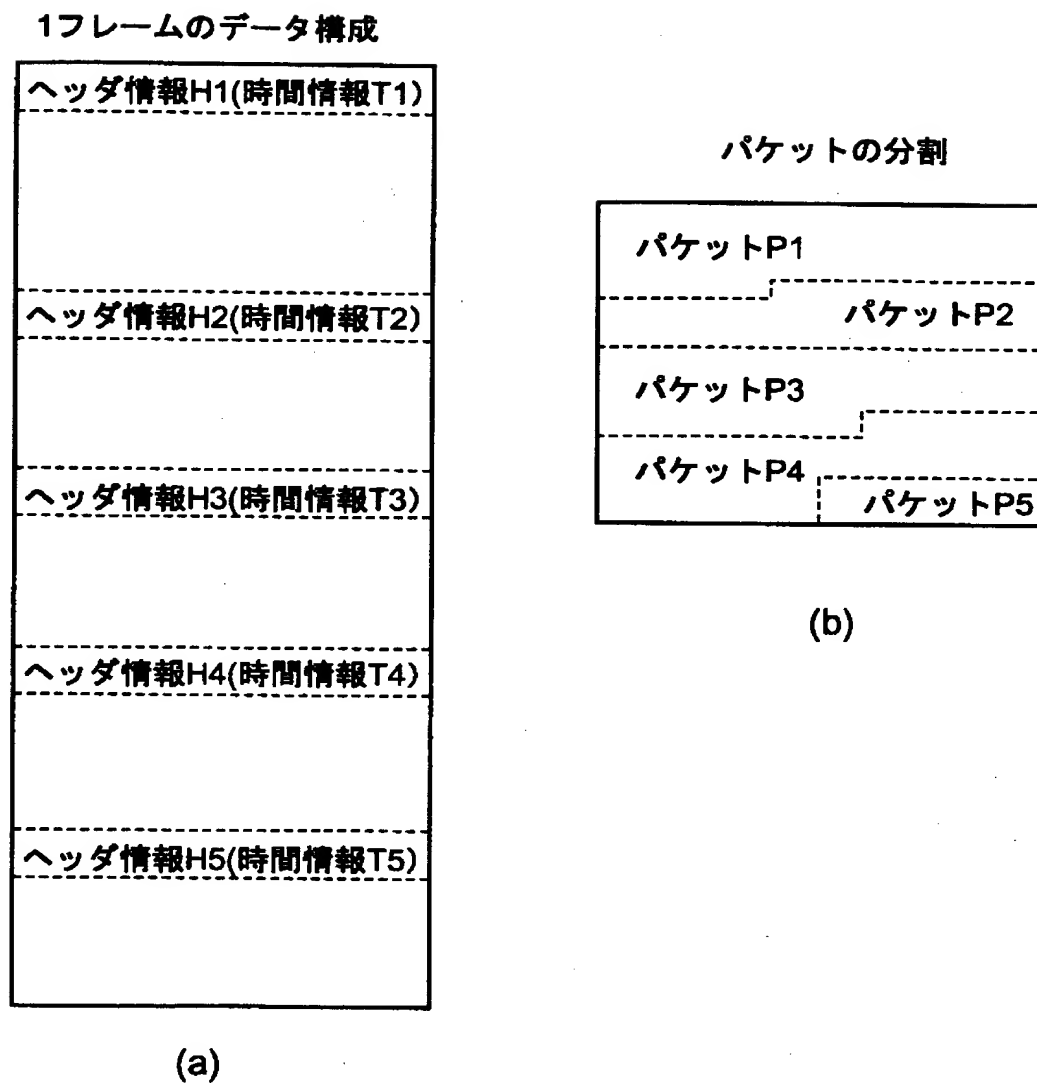 1フレームのデータ構成
ヘッダ情報H1(時間情報T1)
ヘッダ情報H2(時間情報T2)
ヘッダ情報H3(時間情報T3)
ヘッダ情報H4(時間情報T4)
ヘッダ情報H5(時間情報T5)
(a)
パケットの分割
パケットP1
パケットP2
パケットP3
パケットP4
パケットP5
(b)